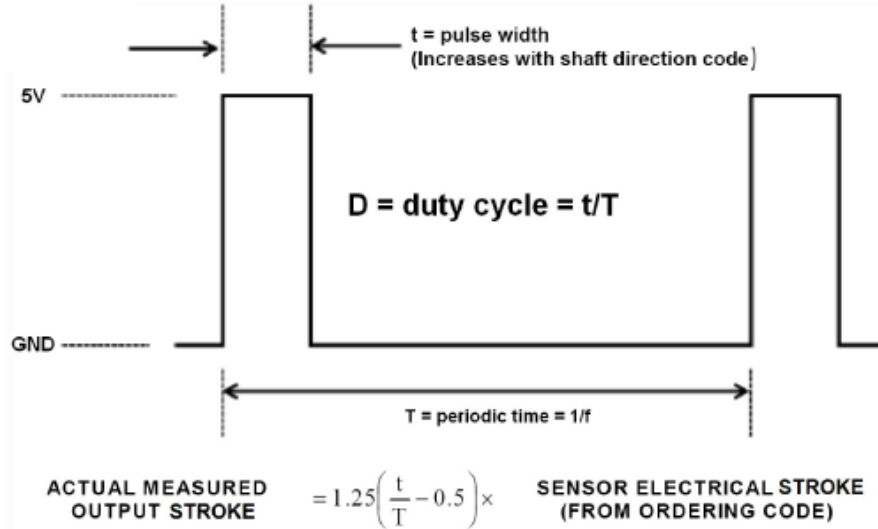 t = pulse width
(Increases with shaft direction code)
5V
D = duty cycle = t/T
GND
T = periodic time = 1/f
ACTUAL MEASURED OUTPUT STROKE = 1.25(t/T − 0.5) × SENSOR ELECTRICAL STROKE (FROM ORDERING CODE)